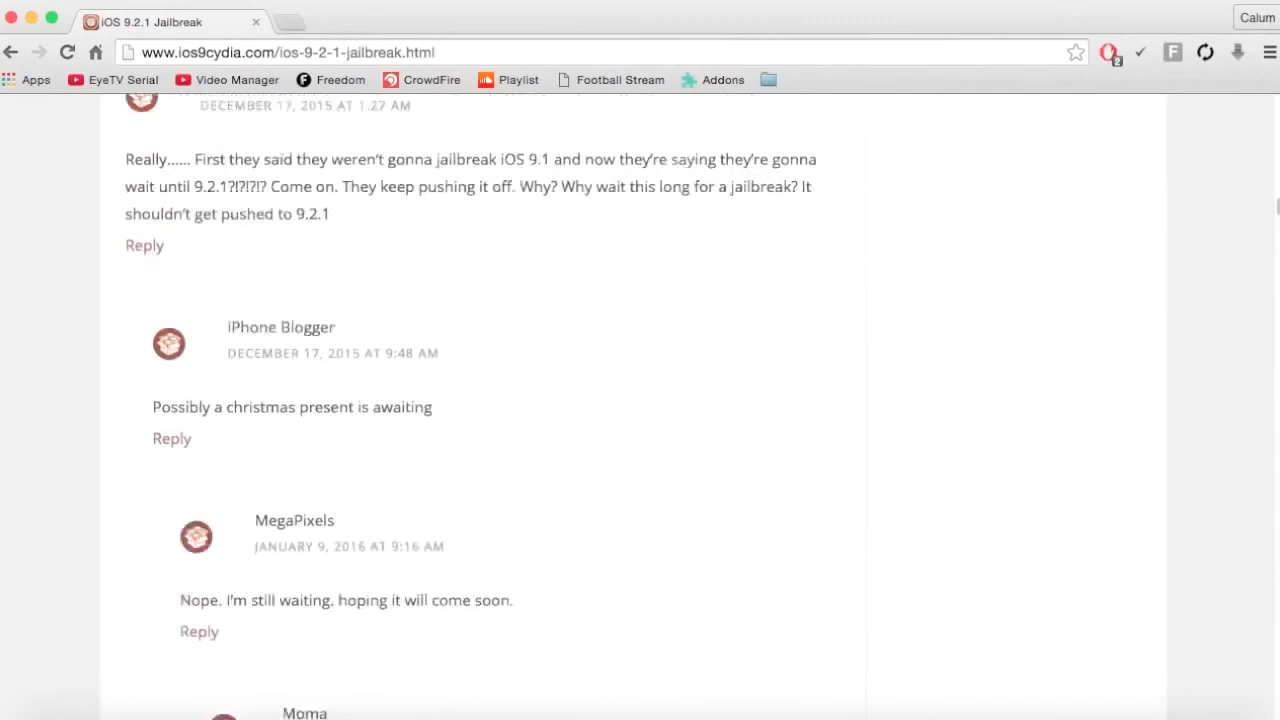 iOS 9.2.1 Jailbreak
Calum
www.ios9cydia.com/ios-9-2-1-jailbreak.html
2
Apps EyeTV Serial Video Manager Freedom CrowdFire Playlist Football Stream Addons
DECEMBER 17, 2015 AT 1:27 AM
Really...... First they said they weren't gonna jailbreak iOS 9.1 and now they're saying they're gonna
wait until 9.2.1?!?!?!? Come on. They keep pushing it off. Why? Why wait this long for a jailbreak? It
shouldn't get pushed to 9.2.1
Reply
iPhone Blogger
DECEMBER 17, 2015 AT 9:48 AM
Possibly a christmas present is awaiting
Reply
MegaPixels
JANUARY 9, 2016 AT 9:16 AM
Nope. I'm still waiting. hoping it will come soon.
Reply
Moma